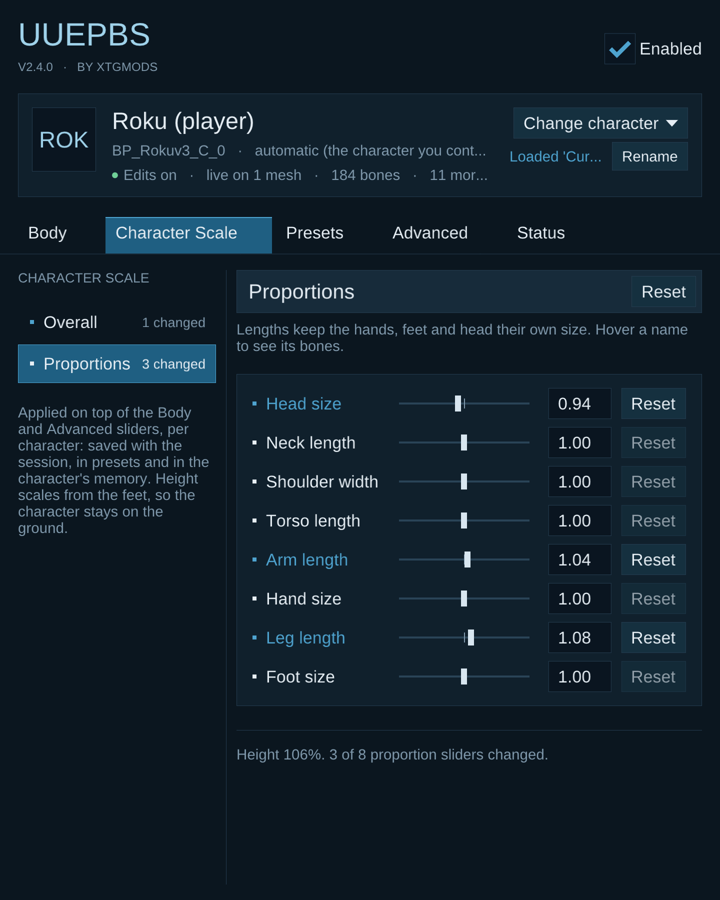 UUEPBS
V2.4.0 · BY XTGMODS
Enabled
ROK
Roku (player)
BP_Rokuv3_C_0 · automatic (the character you cont...
Edits on · live on 1 mesh · 184 bones · 11 mor...
Change character
Loaded 'Cur...
Rename
Body
Character Scale
Presets
Advanced
Status
CHARACTER SCALE
Overall 1 changed
Proportions 3 changed
Applied on top of the Body
and Advanced sliders, per
character: saved with the
session, in presets and in the
character's memory. Height
scales from the feet, so the
character stays on the
ground.
Proportions
Reset
Lengths keep the hands, feet and head their own size. Hover a name
to see its bones.
Head size 0.94 Reset
Neck length 1.00 Reset
Shoulder width 1.00 Reset
Torso length 1.00 Reset
Arm length 1.04 Reset
Hand size 1.00 Reset
Leg length 1.08 Reset
Foot size 1.00 Reset
Height 106%. 3 of 8 proportion sliders changed.